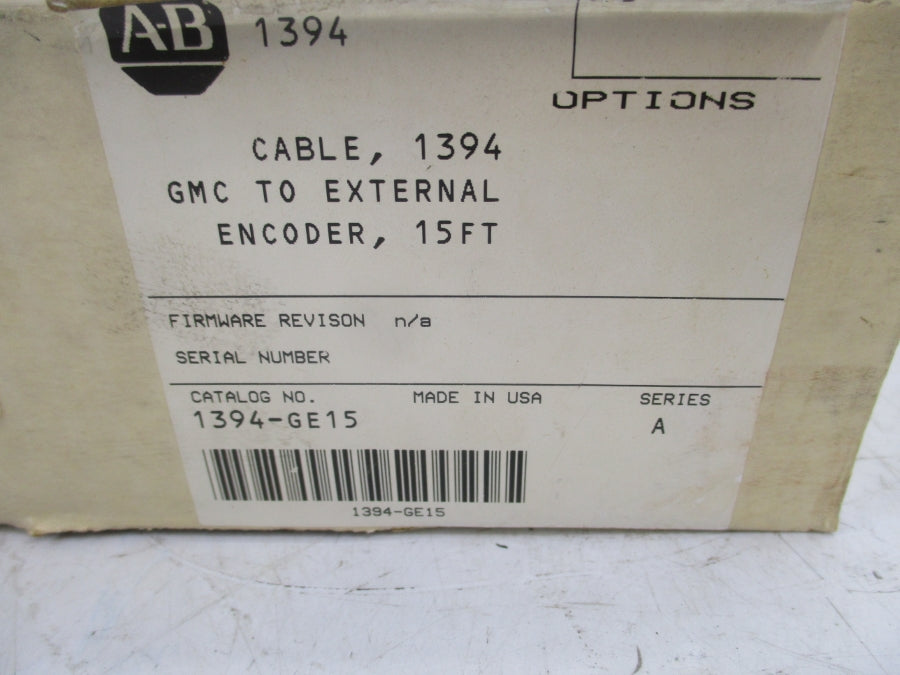 A-B 1394
OPTIONS
CABLE, 1394
GMC TO EXTERNAL
ENCODER, 15FT
FIRMWARE REVISON n/a
SERIAL NUMBER
CATALOG NO. MADE IN USA SERIES
1394-GE15 A
1394-GE15